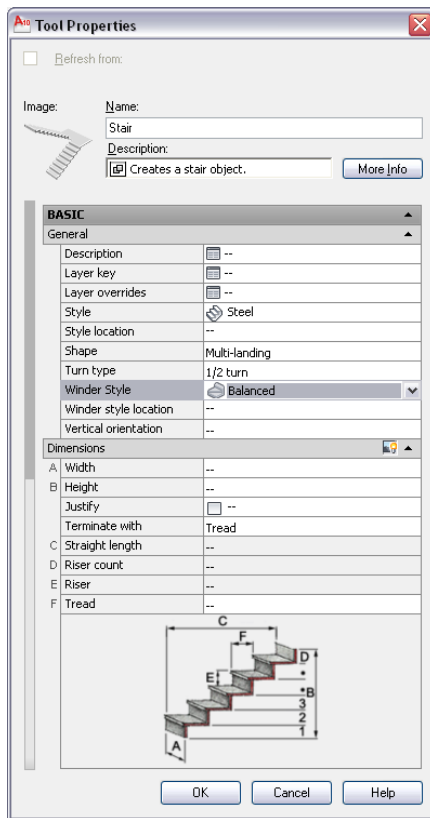 A10 Tool Properties
Refresh from:
Image:
Name:
Stair
Description:
Creates a stair object.
More Info
BASIC
General
Description --
Layer key --
Layer overrides --
Style Steel
Style location --
Shape Multi-landing
Turn type 1/2 turn
Winder Style Balanced
Winder style location --
Vertical orientation --
Dimensions
A Width --
B Height --
Justify --
Terminate with Tread
C Straight length --
D Riser count --
E Riser --
F Tread --
C
F
D
E
B
3
2
A
1
OK Cancel Help